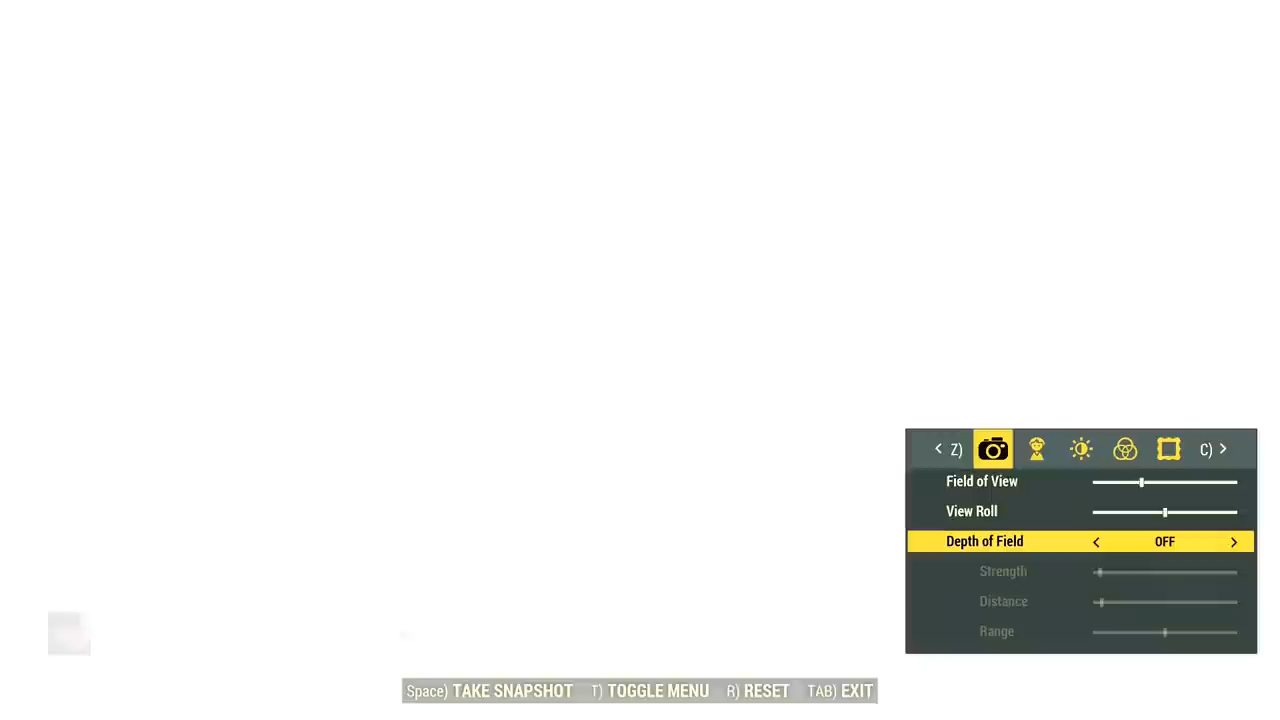 < Z) C) >
Field of View
View Roll
Depth of Field < OFF >
Strength
Distance
Range
Space) TAKE SNAPSHOT T) TOGGLE MENU R) RESET TAB) EXIT